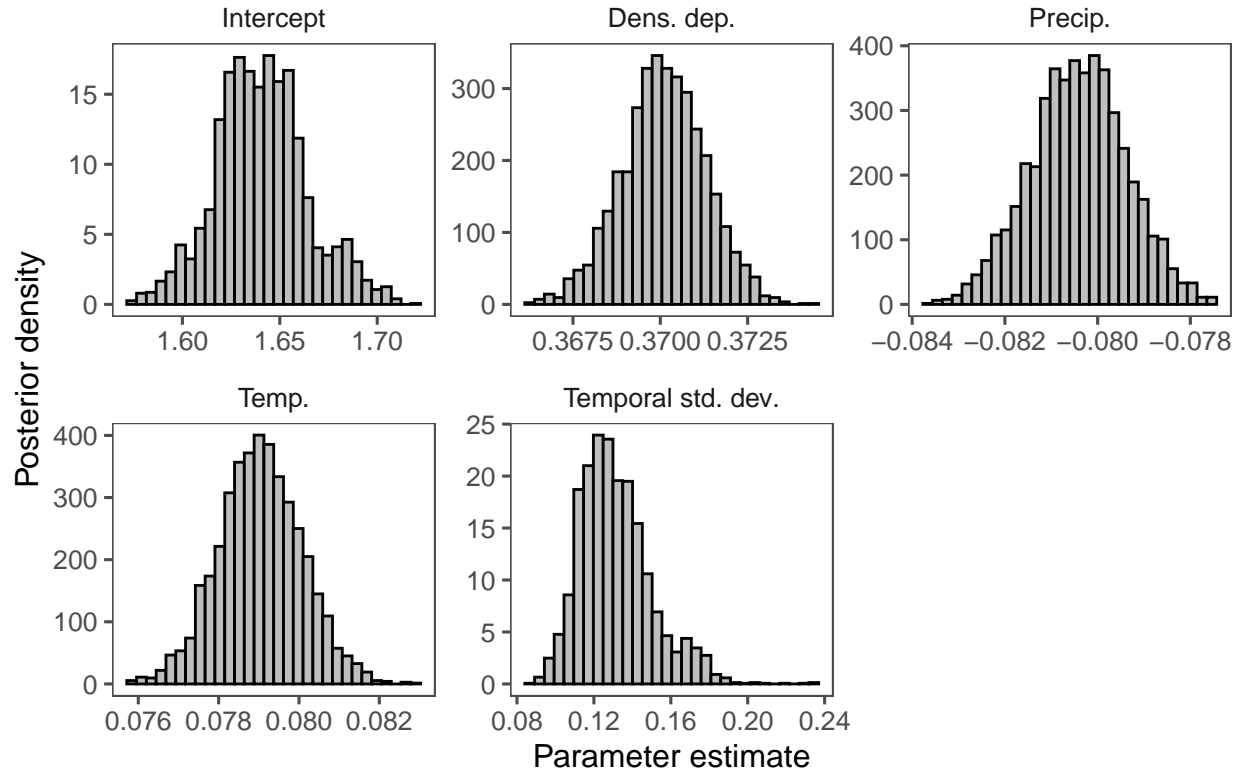 Intercept
Dens. dep.
Precip.
15
10
5
0
1.60 1.65 1.70
300
200
100
0
0.3675 0.3700 0.3725
400
300
200
100
0
−0.084 −0.082 −0.080 −0.078
Posterior density
Temp.
Temporal std. dev.
400
300
200
100
0
0.076 0.078 0.080 0.082
25
20
15
10
5
0
0.08 0.12 0.16 0.20 0.24
Parameter estimate